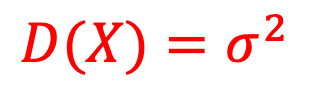 D(X) = σ²